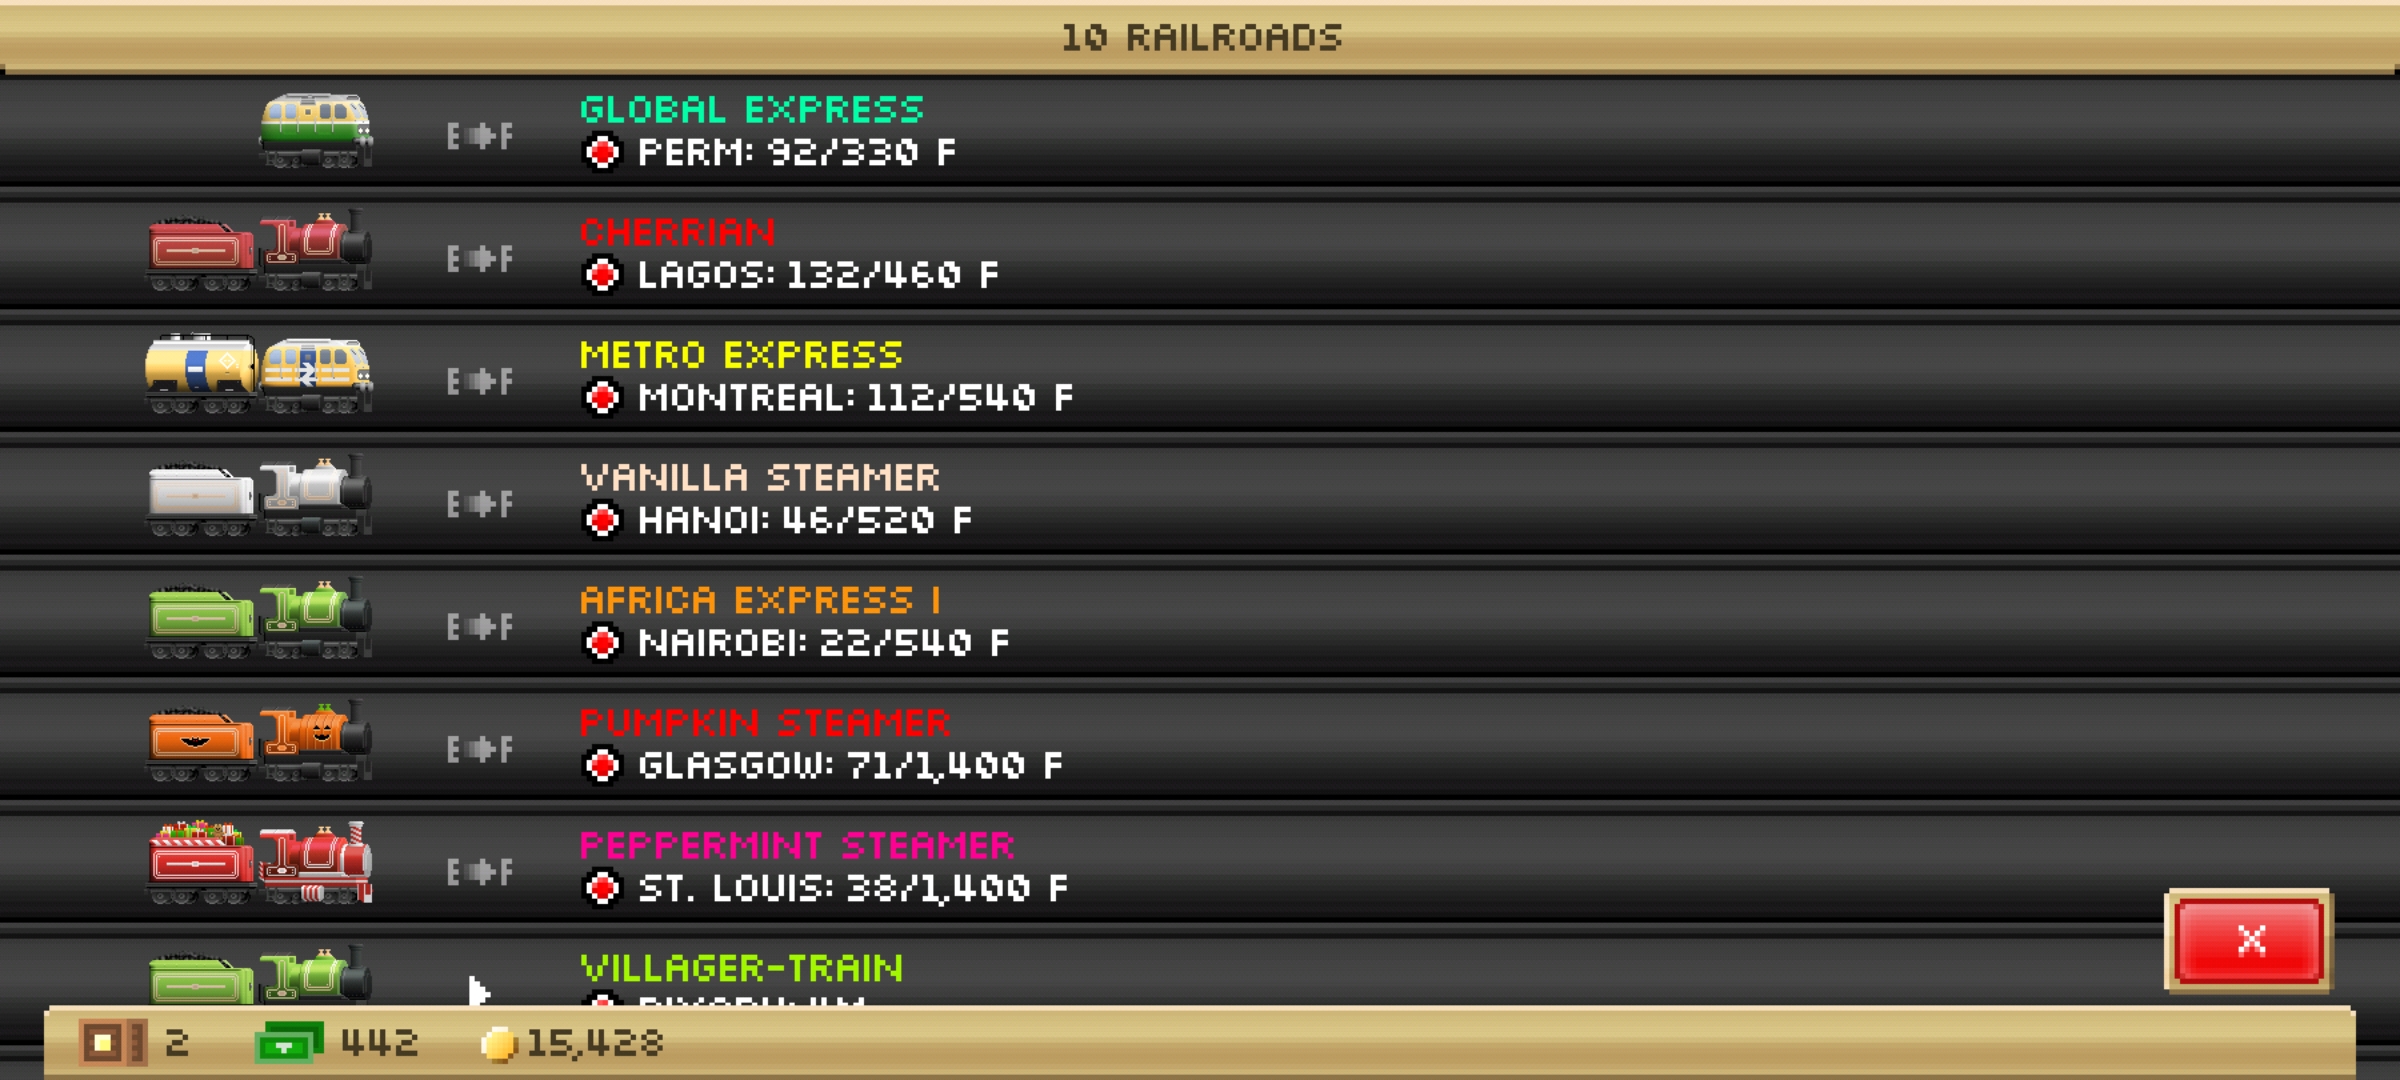 10 RAILROADS
E F
GLOBAL EXPRESS
PERM: 92/330 F
E F
CHERRIAN
LAGOS: 132/460 F
E F
METRO EXPRESS
MONTREAL: 112/540 F
E F
VANILLA STEAMER
HANOI: 46/520 F
E F
AFRICA EXPRESS I
NAIROBI: 22/540 F
E F
PUMPKIN STEAMER
GLASGOW: 71/1,400 F
E F
PEPPERMINT STEAMER
ST. LOUIS: 38/1,400 F
VILLAGER-TRAIN
X
2 442 15,428